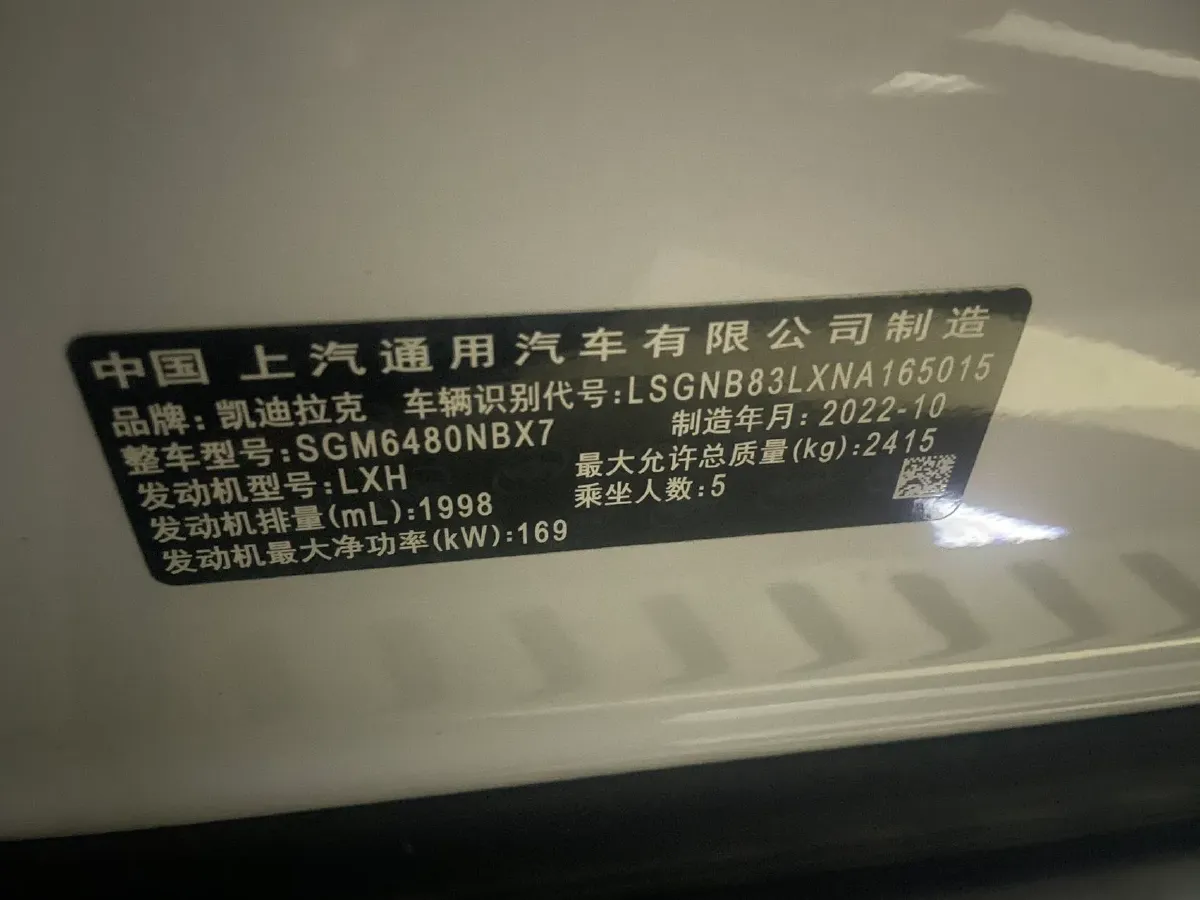 中国 上汽通用汽车有限公司制造
品牌：凯迪拉克 车辆识别代号：LSGNB83LXNA165015
整车型号：SGM6480NBX7 制造年月：2022-10
发动机型号：LXH 最大允许总质量(kg)：2415
发动机排量(mL)：1998 乘坐人数：5
发动机最大净功率(kW)：169